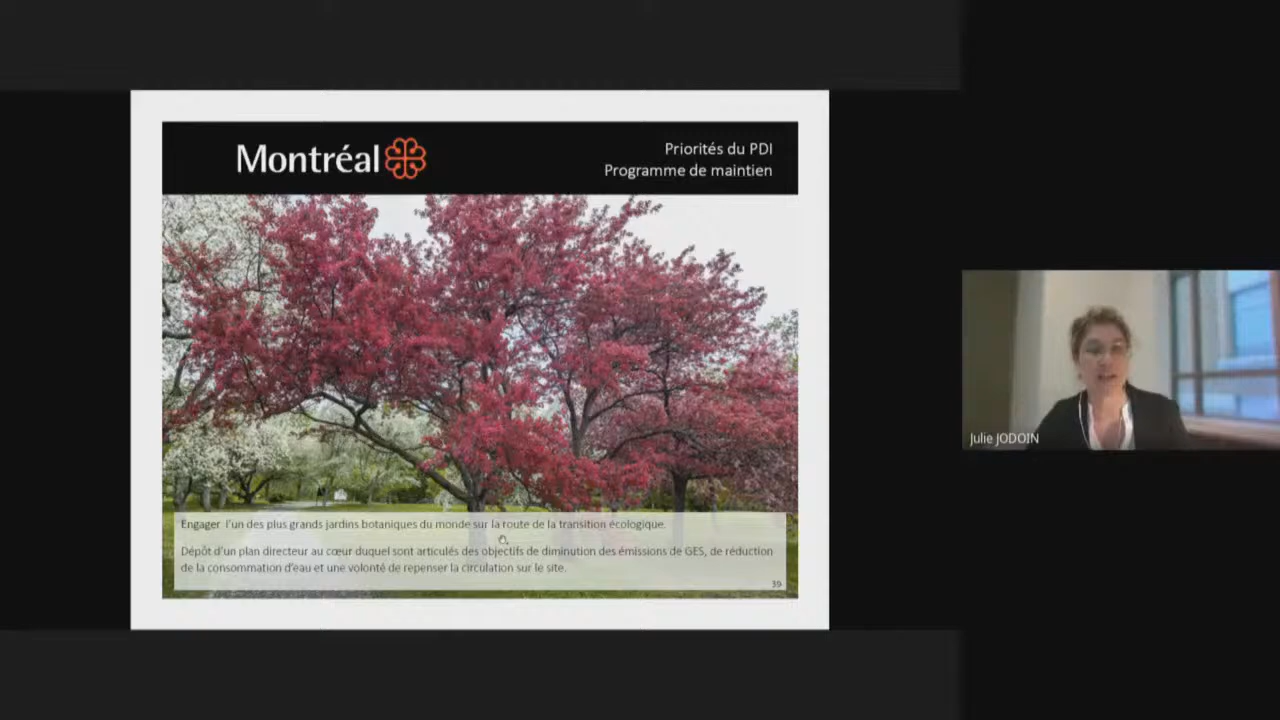 Montréal
Priorités du PDI
Programme de maintien
Engager l'un des plus grands jardins botaniques du monde sur la route de la transition écologique.
Dépôt d'un plan directeur au cœur duquel sont articulés des objectifs de diminution des émissions de GES, de réduction
de la consommation d'eau et une volonté de repenser la circulation sur le site.
39
Julie JODOIN